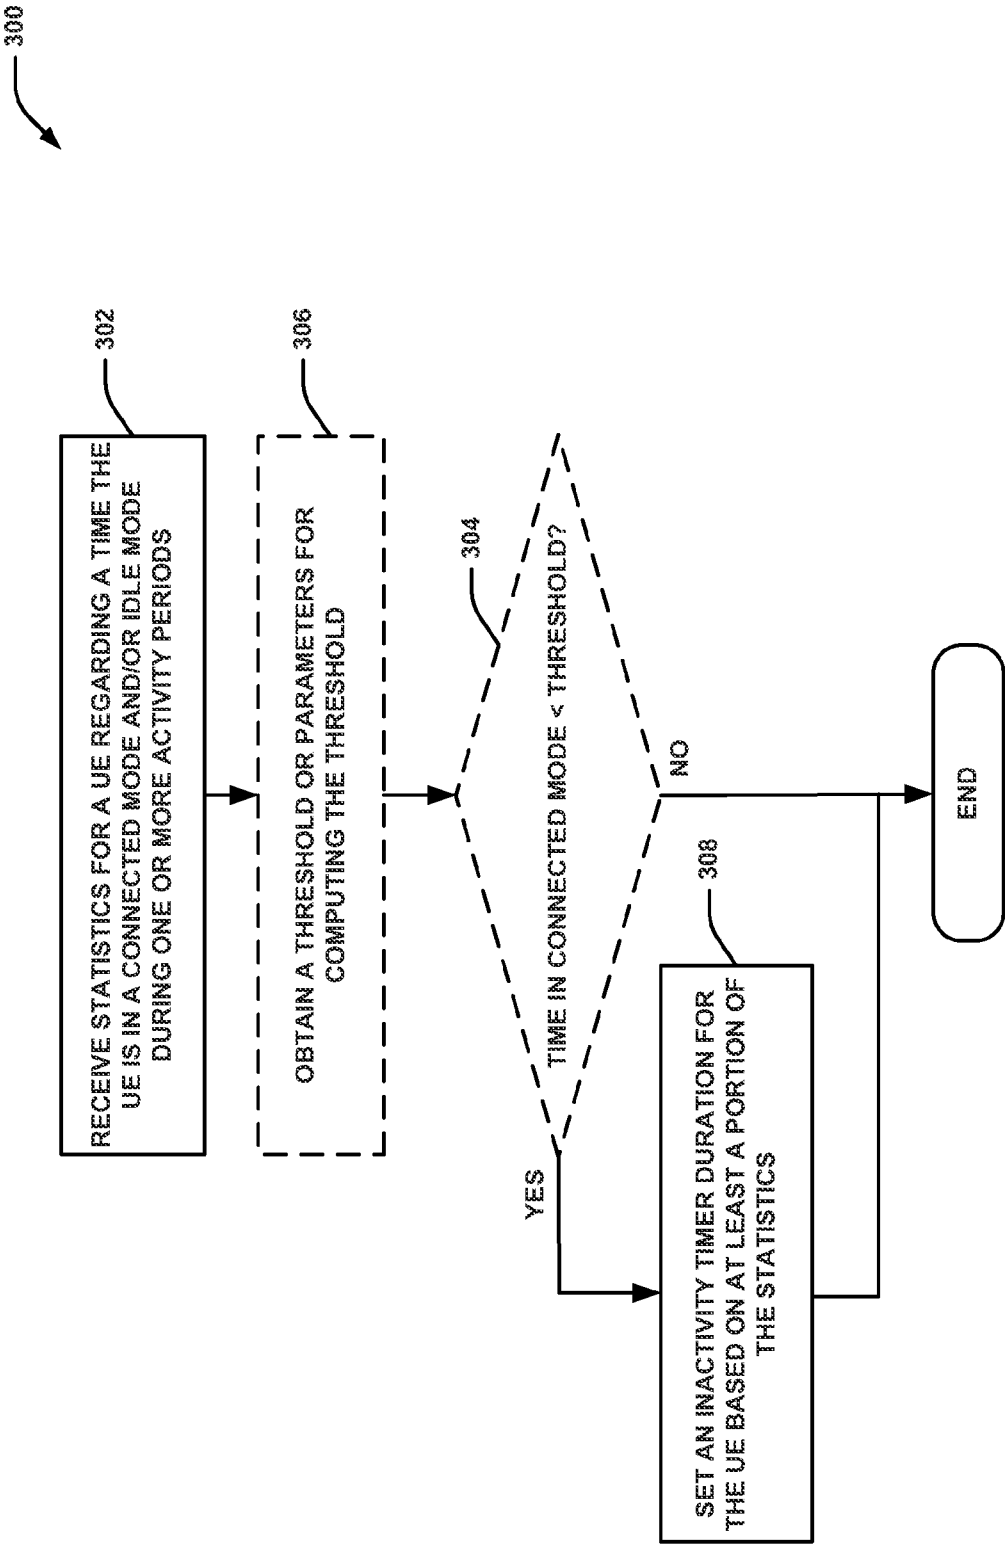 300
302
RECEIVE STATISTICS FOR A UE REGARDING A TIME THE
UE IS IN A CONNECTED MODE AND/OR IDLE MODE
DURING ONE OR MORE ACTIVITY PERIODS
306
OBTAIN A THRESHOLD OR PARAMETERS FOR
COMPUTING THE THRESHOLD
304
TIME IN CONNECTED MODE < THRESHOLD?
YES
NO
308
SET AN INACTIVITY TIMER DURATION FOR
THE UE BASED ON AT LEAST A PORTION OF
THE STATISTICS
END